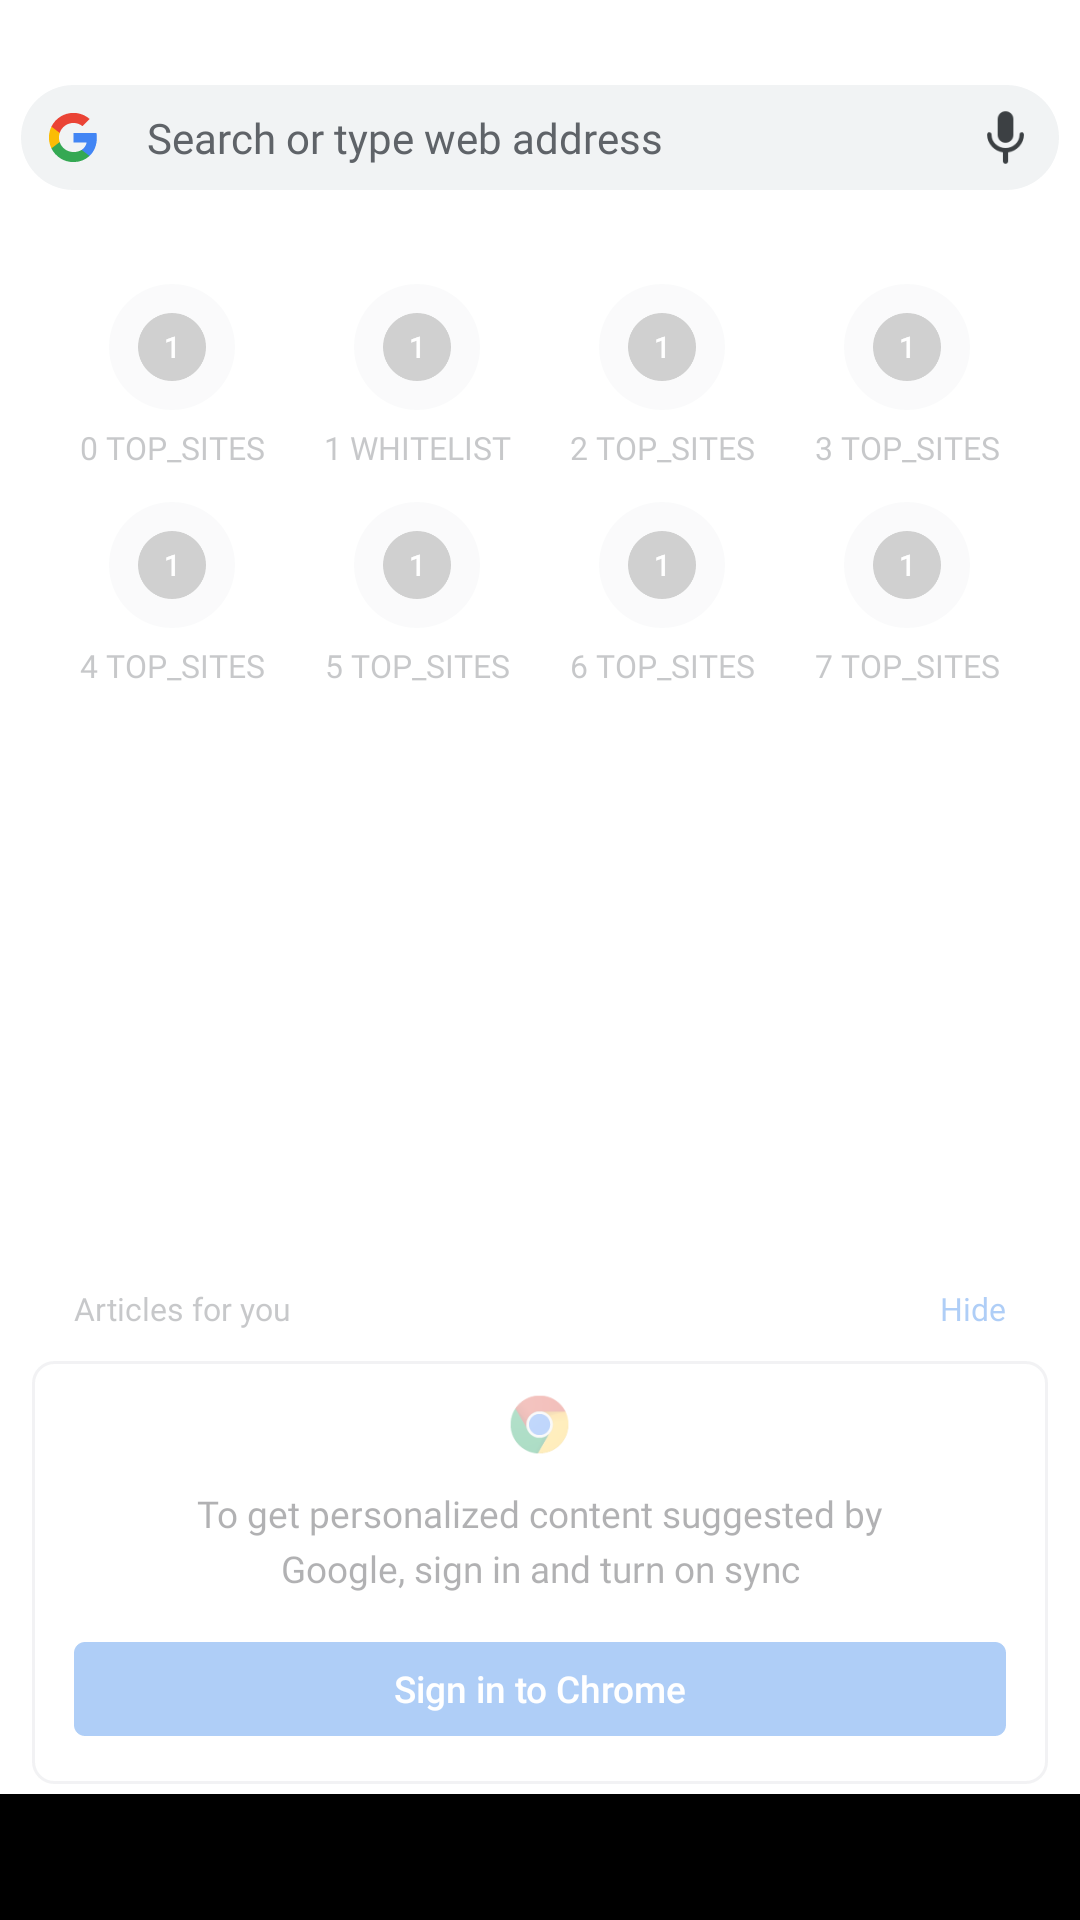 Search or type web address
1 1 1 1
0 TOP_SITES 1 WHITELIST 2 TOP_SITES 3 TOP_SITES
1 1 1 1
4 TOP_SITES 5 TOP_SITES 6 TOP_SITES 7 TOP_SITES
Articles for you Hide
To get personalized content suggested by
Google, sign in and turn on sync
Sign in to Chrome